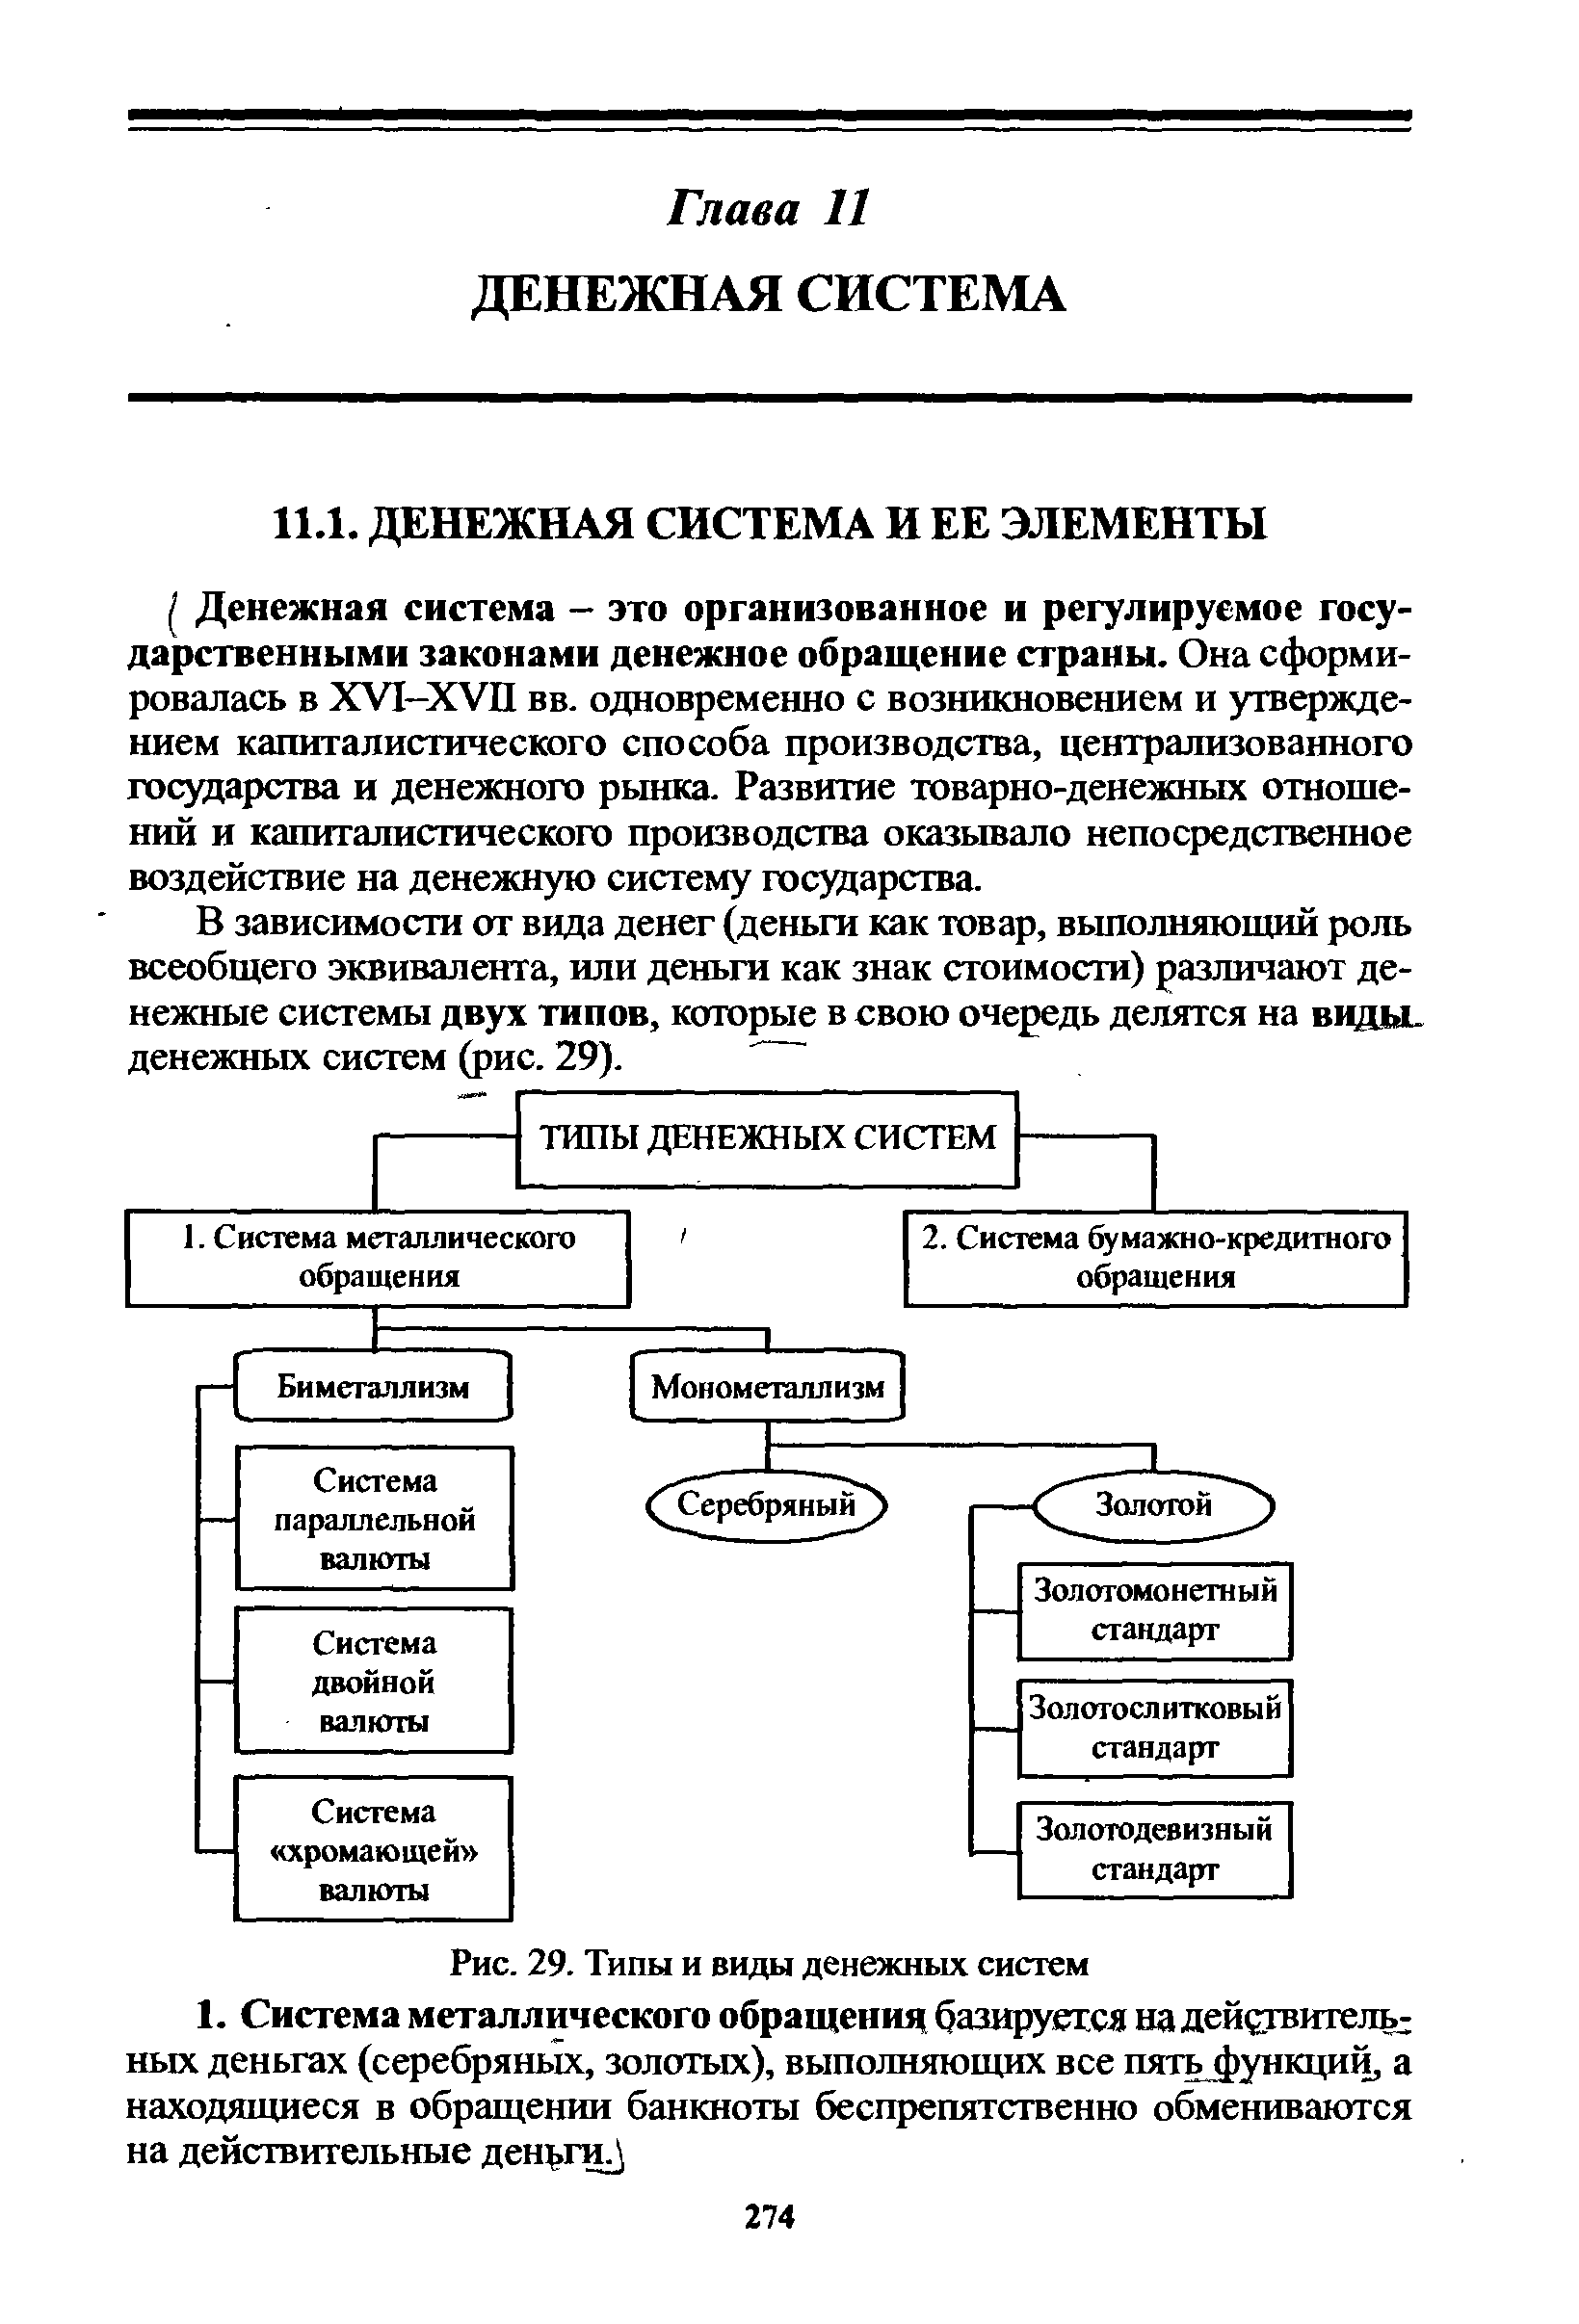 Глава 11
ДЕНЕЖНАЯ СИСТЕМА
11.1. ДЕНЕЖНАЯ СИСТЕМА И ЕЕ ЭЛЕМЕНТЫ
Денежная система – это организованное и регулируемое госу-
дарственными законами денежное обращение страны. Она сформи-
ровалась в XVI–XVII вв. одновременно с возникновением и утвержде-
нием капиталистического способа производства, централизованного
государства и денежного рынка. Развитие товарно-денежных отноше-
ний и капиталистического производства оказывало непосредственное
воздействие на денежную систему государства.
В зависимости от вида денег (деньги как товар, выполняющий роль
всеобщего эквивалента, или деньги как знак стоимости) различают де-
нежные системы двух типов, которые в свою очередь делятся на виды
денежных систем (рис. 29).
ТИПЫ ДЕНЕЖНЫХ СИСТЕМ
1. Система металлического
обращения
2. Система бумажно-кредитного
обращения
Биметаллизм
Монометаллизм
Система
параллельной
валюты
Система
двойной
валюты
Система
«хромающей»
валюты
Серебряный
Золотой
Золотомонетный
стандарт
Золотослитковый
стандарт
Золотодевизный
стандарт
Рис. 29. Типы и виды денежных систем
1. Система металлического обращения базируется на действитель-
ных деньгах (серебряных, золотых), выполняющих все пять функций, а
находящиеся в обращении банкноты беспрепятственно обмениваются
на действительные деньги.
274